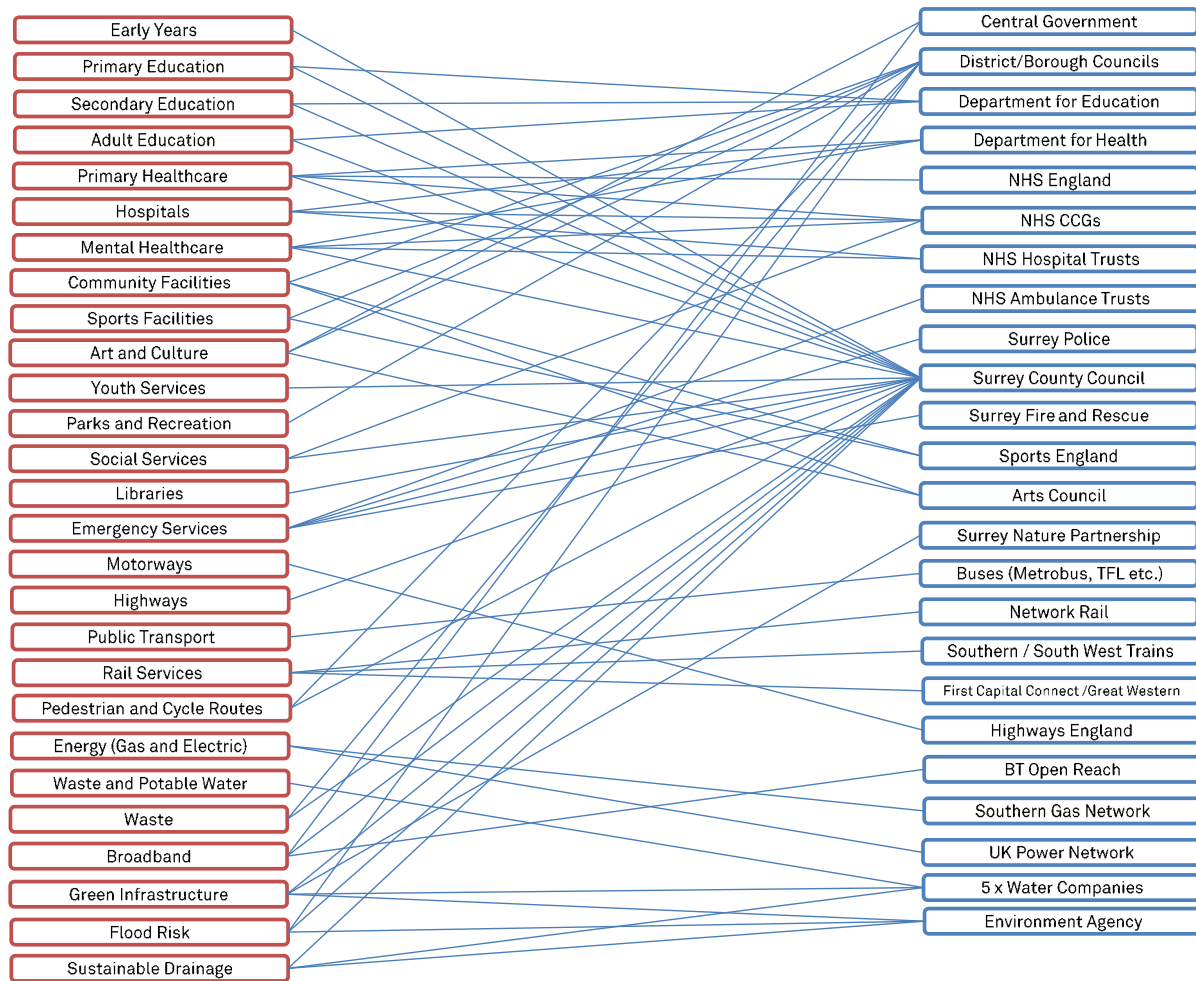 Early Years
Primary Education
Secondary Education
Adult Education
Primary Healthcare
Hospitals
Mental Healthcare
Community Facilities
Sports Facilities
Art and Culture
Youth Services
Parks and Recreation
Social Services
Libraries
Emergency Services
Motorways
Highways
Public Transport
Rail Services
Pedestrian and Cycle Routes
Energy (Gas and Electric)
Waste and Potable Water
Waste
Broadband
Green Infrastructure
Flood Risk
Sustainable Drainage
Central Government
District/Borough Councils
Department for Education
Department for Health
NHS England
NHS CCGs
NHS Hospital Trusts
NHS Ambulance Trusts
Surrey Police
Surrey County Council
Surrey Fire and Rescue
Sports England
Arts Council
Surrey Nature Partnership
Buses (Metrobus, TFL etc.)
Network Rail
Southern / South West Trains
First Capital Connect /Great Western
Highways England
BT Open Reach
Southern Gas Network
UK Power Network
5 x Water Companies
Environment Agency